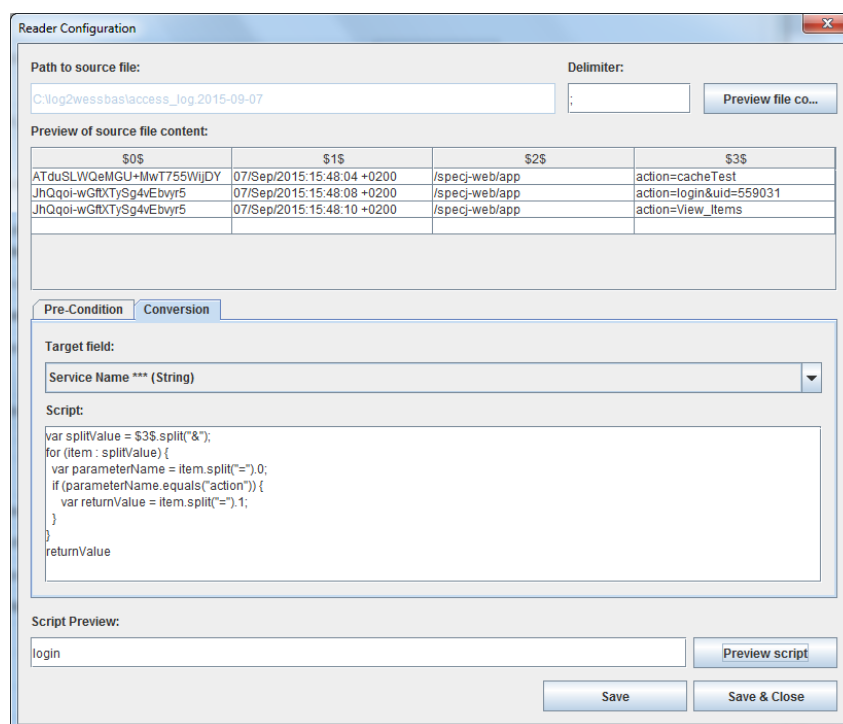 Reader Configuration
Path to source file:
Delimiter:
C:\log2wessbas\access_log.2015-09-07
;
Preview file co...
Preview of source file content:
$0$ $1$ $2$ $3$
ATduSLWQeMGU+MwT755WijDY 07/Sep/2015:15:48:04 +0200 /specj-web/app action=cacheTest
JhQqoi-wGftXTySg4vEbvyr5 07/Sep/2015:15:48:08 +0200 /specj-web/app action=login&uid=559031
JhQqoi-wGftXTySg4vEbvyr5 07/Sep/2015:15:48:10 +0200 /specj-web/app action=View_Items
Pre-Condition Conversion
Target field:
Service Name *** (String)
Script:
var splitValue = $3$.split("&");
for (item : splitValue) {
var parameterName = item.split("=").0;
if (parameterName.equals("action")) {
var returnValue = item.split("=").1;
}
}
returnValue
Script Preview:
login
Preview script
Save
Save & Close